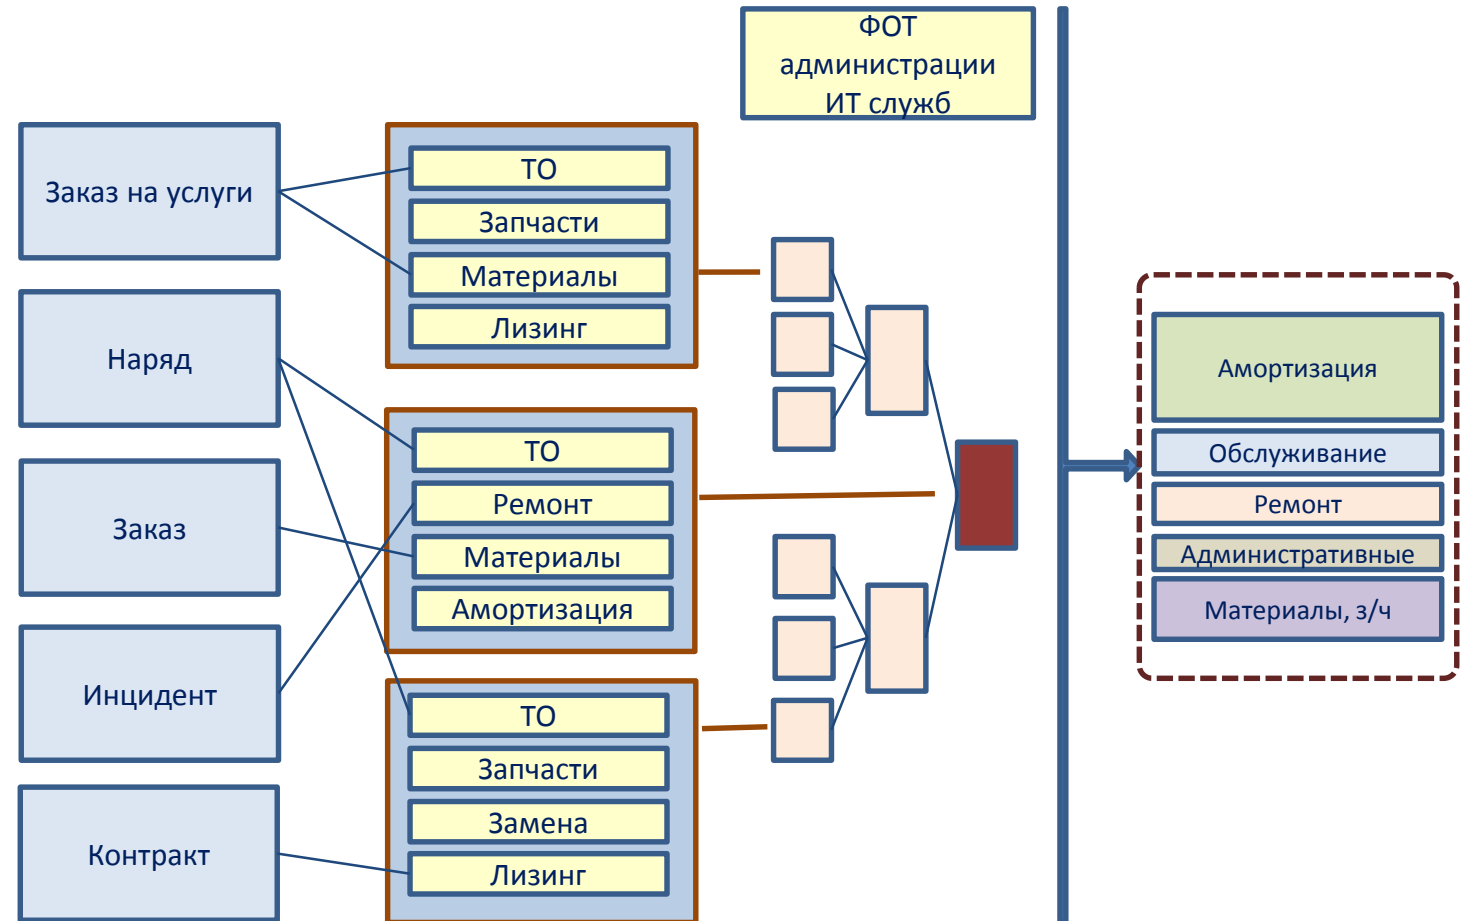 ФОТ
администрации
ИТ служб
Заказ на услуги
Наряд
Заказ
Инцидент
Контракт
ТО
Запчасти
Материалы
Лизинг
ТО
Ремонт
Материалы
Амортизация
ТО
Запчасти
Замена
Лизинг
Амортизация
Обслуживание
Ремонт
Административные
Материалы, з/ч